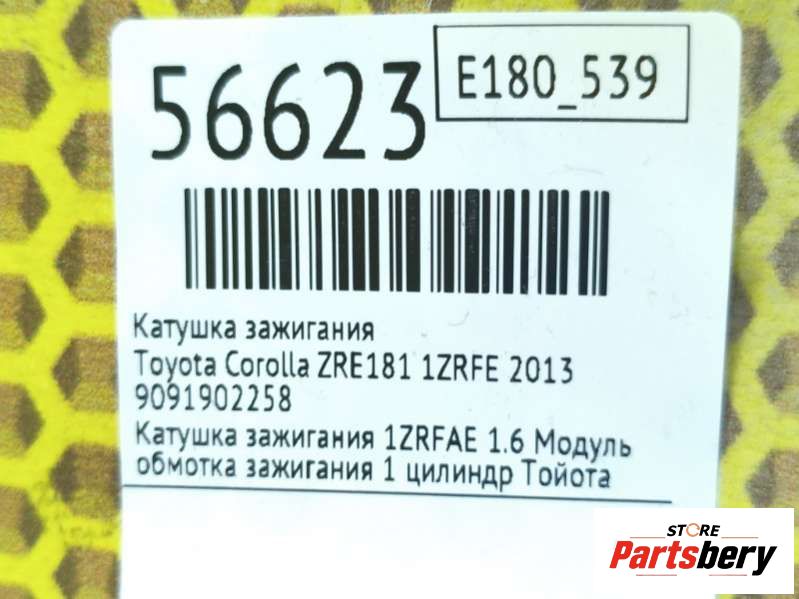 56623
E180_539
Катушка зажигания
Toyota Corolla ZRE181 1ZRFE 2013
9091902258
Катушка зажигания 1ZRFAE 1.6 Модуль
обмотка зажигания 1 цилиндр Тойота
STORE
Partsbery